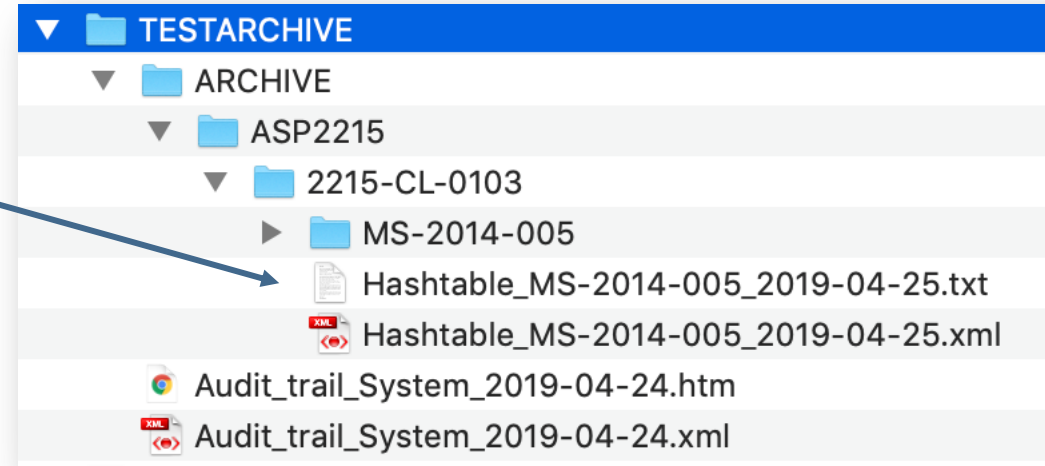 TESTARCHIVE
ARCHIVE
ASP2215
2215-CL-0103
MS-2014-005
Hashtable_MS-2014-005_2019-04-25.txt
XML
Hashtable_MS-2014-005_2019-04-25.xml
Audit_trail_System_2019-04-24.htm
XML
Audit_trail_System_2019-04-24.xml